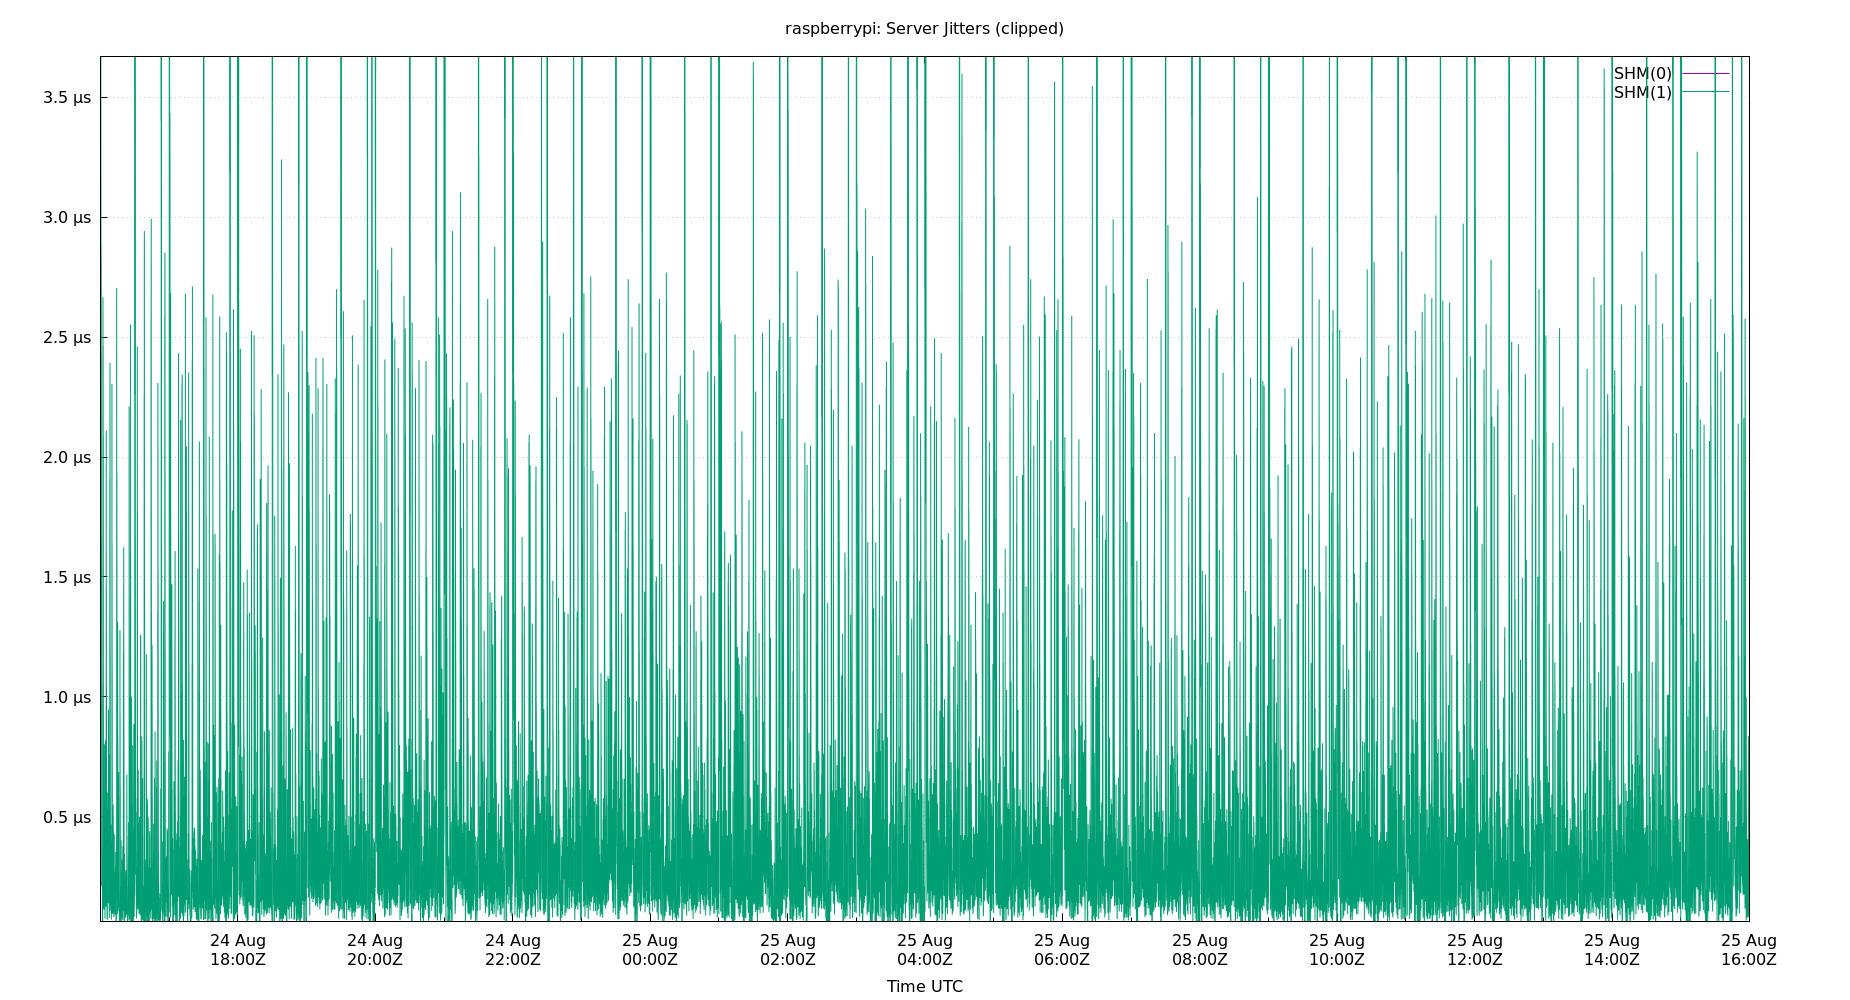 raspberrypi: Server Jitters (clipped)
SHM(0)
SHM(1)
3.5 µs
3.0 µs
2.5 µs
2.0 µs
1.5 µs
1.0 µs
0.5 µs
24 Aug 24 Aug 24 Aug 25 Aug 25 Aug 25 Aug 25 Aug 25 Aug 25 Aug 25 Aug 25 Aug 25 Aug
18:00Z 20:00Z 22:00Z 00:00Z 02:00Z 04:00Z 06:00Z 08:00Z 10:00Z 12:00Z 14:00Z 16:00Z
Time UTC